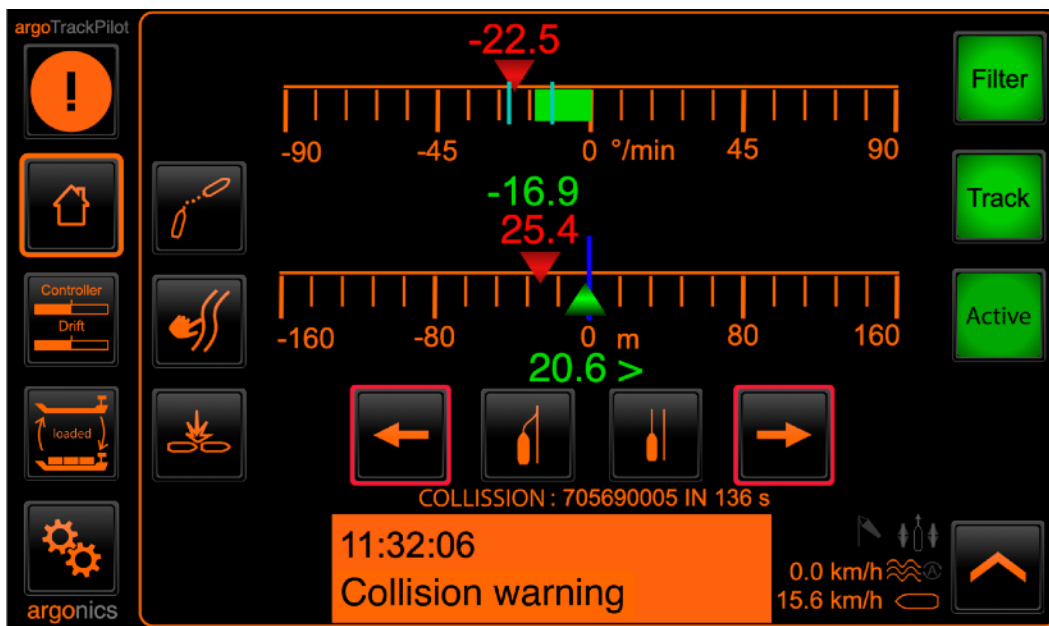 argoTrackPilot
!
-22.5
Filter
-90 -45 0 °/min 45 90
-16.9
Track
25.4
Controller
Drift
-160 -80 0 m 80 160
Active
20.6 >
loaded
COLLISSION : 705690005 IN 136 s
11:32:06
Collision warning
0.0 km/h A
15.6 km/h
argonics